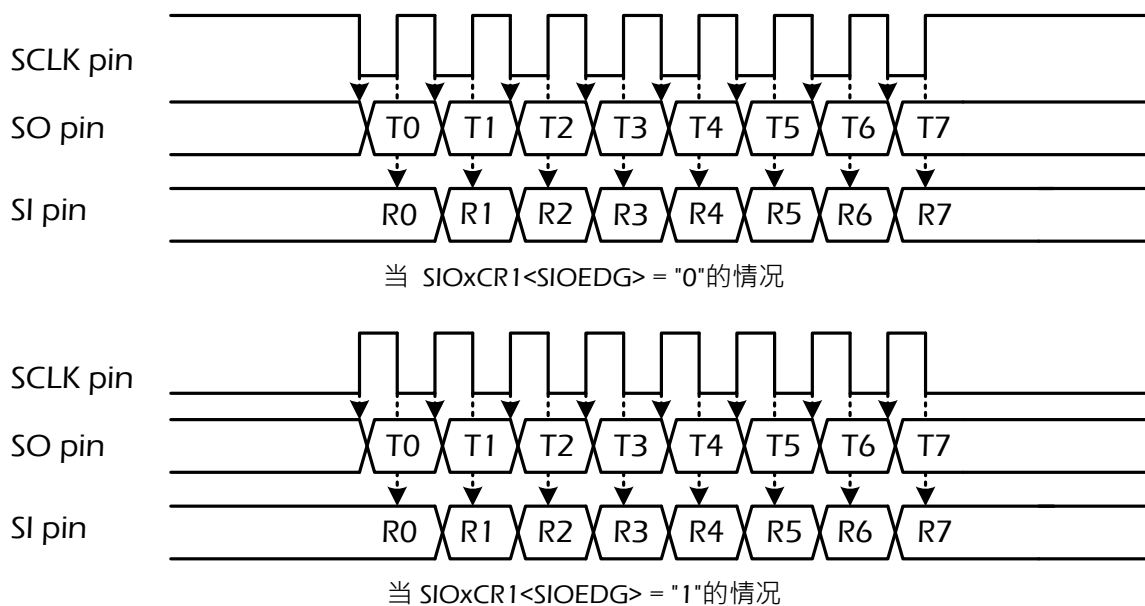 SCLK pin
SO pin T0 T1 T2 T3 T4 T5 T6 T7
SI pin R0 R1 R2 R3 R4 R5 R6 R7
当 SIOxCR1<SIOEDG> = "0"的情况
SCLK pin
SO pin T0 T1 T2 T3 T4 T5 T6 T7
SI pin R0 R1 R2 R3 R4 R5 R6 R7
当 SIOxCR1<SIOEDG> = "1"的情况